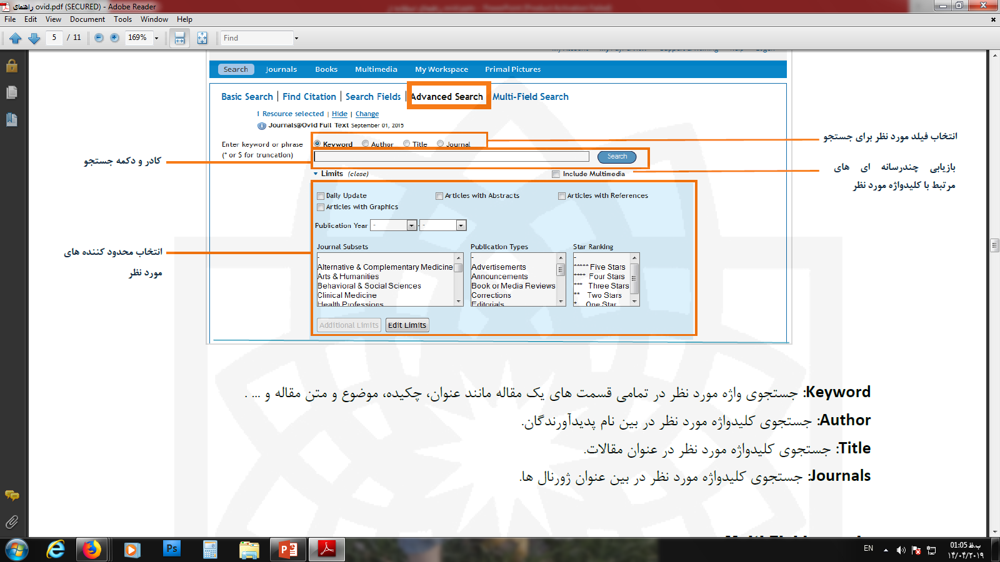 راهنمای ovid.pdf (SECURED) - Adobe Reader
File Edit View Document Tools Window Help
5 / 11 169% Find
Search Journals Books Multimedia My Workspace Primal Pictures
Basic Search | Find Citation | Search Fields | Advanced Search Multi-Field Search
1 Resource selected | Hide | Change
Journals@Ovid Full Text September 01, 2015
انتخاب فیلد مورد نظر برای جستجو
Enter keyword or phrase
(* or $ for truncation)
Keyword Author Title Journal
Search
کادر و دکمه جستجو
Limits (close) Include Multimedia
بازیابی چندرسانه ای های
مرتبط با کلیدواژه مورد نظر
Daily Update Articles with Abstracts Articles with References
Articles with Graphics
Publication Year - - -
انتخاب محدود کننده های
مورد نظر
Journal Subsets Publication Types Star Ranking
- - -
Alternative & Complementary Medicine Advertisements ***** Five Stars
Arts & Humanities Announcements **** Four Stars
Behavioral & Social Sciences Book or Media Reviews *** Three Stars
Clinical Medicine Corrections ** Two Stars
Health Professions Editorials * One Star
Additional Limits Edit Limits
Keyword: جستجوی واژه مورد نظر در تمامی قسمت های یک مقاله مانند عنوان، چکیده، موضوع و متن مقاله و ... .
Author: جستجوی کلیدواژه مورد نظر در بین نام پدیدآورندگان.
Title: جستجوی کلیدواژه مورد نظر در عنوان مقالات.
Journals: جستجوی کلیدواژه مورد نظر در بین عنوان ژورنال ها.
EN 01:05 ب.ظ
۱۴/۰۴/۲۰۱۹